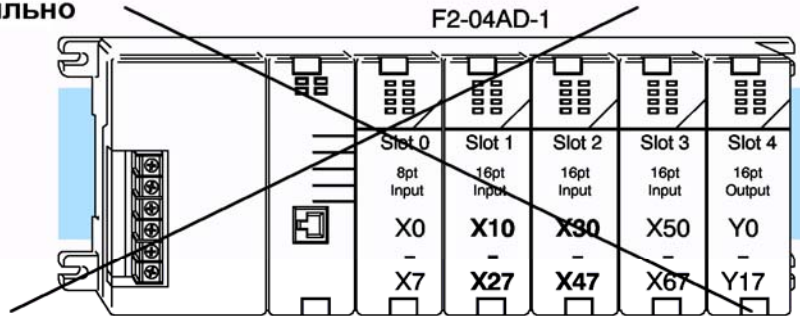 F2-04AD-1
Slot 0 Slot 1 Slot 2 Slot 3 Slot 4
8pt 16pt 16pt 16pt 16pt
Input Input Input Input Output
X0 X10 X30 X50 Y0
- - - - -
X7 X27 X47 X67 Y17